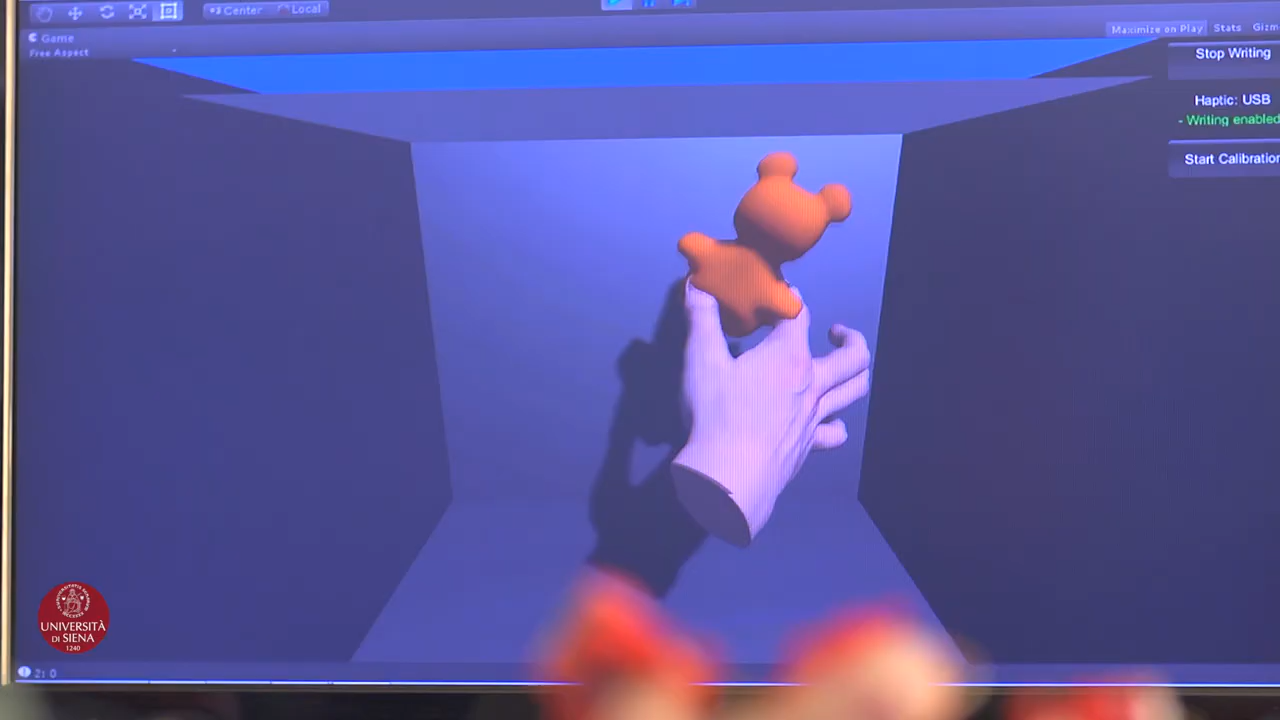 Center Local
Game
Free Aspect
Maximize on Play Stats Gizm
Stop Writing
Haptic: USB
- Writing enabled
Start Calibration
UNIVERSITÀ
DI SIENA
1240